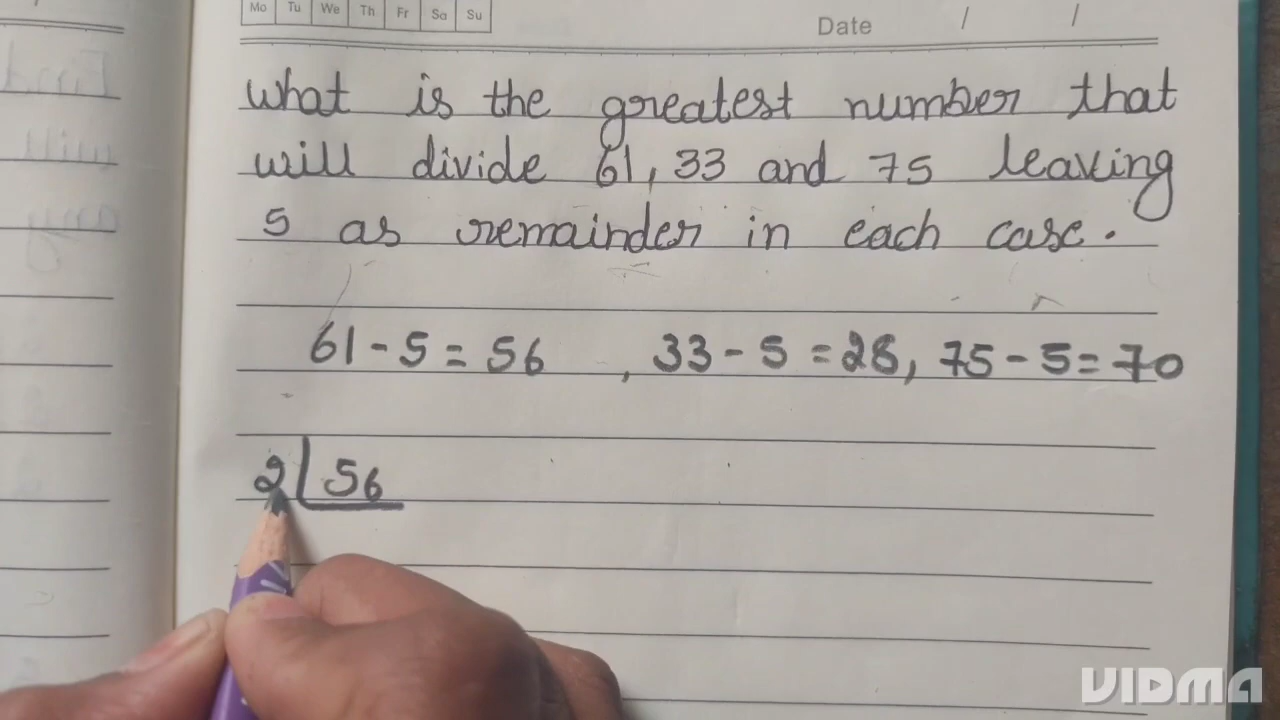 Mo Tu We Th Fr Sa Su
Date / /
What is the greatest number that
will divide 61, 33 and 75 leaving
5 as remainder in each case.
61 - 5 = 56 , 33 - 5 = 28, 75 - 5 = 70
2 | 56
VIDMA